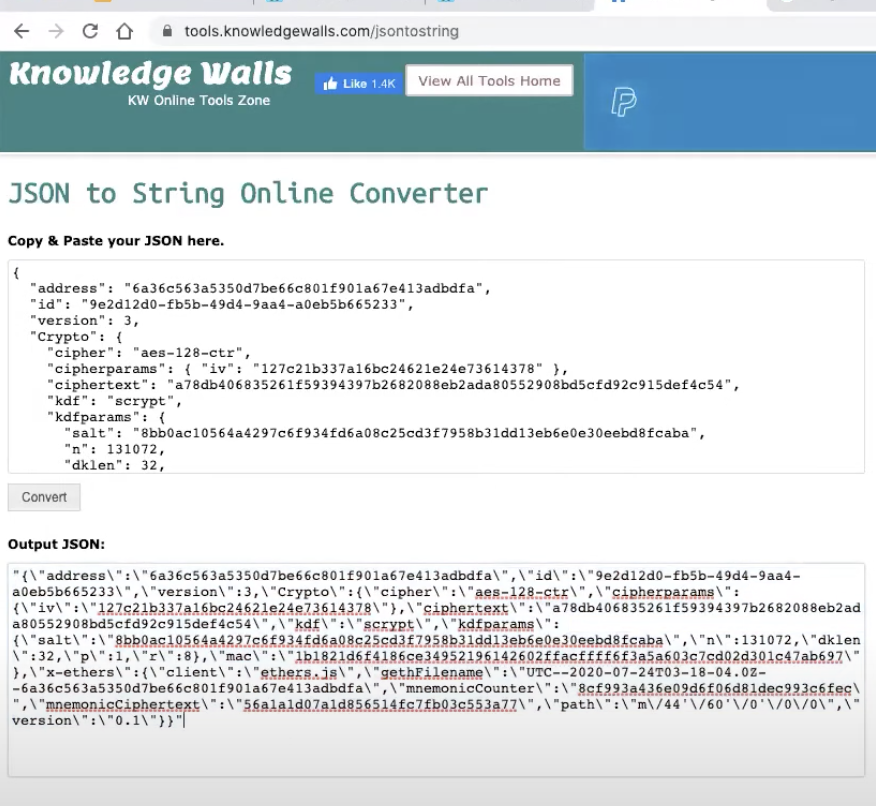 tools.knowledgewalls.com/jsontostring
Knowledge Walls
KW Online Tools Zone
Like 1.4K
View All Tools Home
JSON to String Online Converter
Copy & Paste your JSON here.
{
"address": "6a36c563a5350d7be66c801f901a67e413adbdfa",
"id": "9e2d12d0-fb5b-49d4-9aa4-a0eb5b665233",
"version": 3,
"Crypto": {
"cipher": "aes-128-ctr",
"cipherparams": { "iv": "127c21b337a16bc24621e24e73614378" },
"ciphertext": "a78db406835261f59394397b2682088eb2ada80552908bd5cfd92c915def4c54",
"kdf": "scrypt",
"kdfparams": {
"salt": "8bb0ac10564a4297c6f934fd6a08c25cd3f7958b31dd13eb6e0e30eebd8fcaba",
"n": 131072,
"dklen": 32,
Convert
Output JSON:
"{\"address\":\"6a36c563a5350d7be66c801f901a67e413adbdfa\",\"id\":\"9e2d12d0-fb5b-49d4-9aa4-
a0eb5b665233\",\"version\":3,\"Crypto\":{\"cipher\":\"aes-128-ctr\",\"cipherparams\":
{\"iv\":\"127c21b337a16bc24621e24e73614378\"},\"ciphertext\":\"a78db406835261f59394397b2682088eb2ad
a80552908bd5cfd92c915def4c54\",\"kdf\":\"scrypt\",\"kdfparams\":
{\"salt\":\"8bb0ac10564a4297c6f934fd6a08c25cd3f7958b31dd13eb6e0e30eebd8fcaba\",\"n\":131072,\"dklen
\":32,\"p\":1,\"r\":8},\"mac\":\"1b1821d6f4186ce34952196142602ffacffff6f3a5a603c7cd02d301c47ab697\"
},\"x-ethers\":{\"client\":\"ethers.js\",\"gethFilename\":\"UTC--2020-07-24T03-18-04.0Z-
-6a36c563a5350d7be66c801f901a67e413adbdfa\",\"mnemonicCounter\":\"8cf993a436e09d6f06d81dec993c6fec\
",\"mnemonicCiphertext\":\"56a1a1d07a1d856514fc7fb03c553a77\",\"path\":\"m\/44'\/60'\/0'\/0\/0\",\"
version\":\"0.1\"}}"